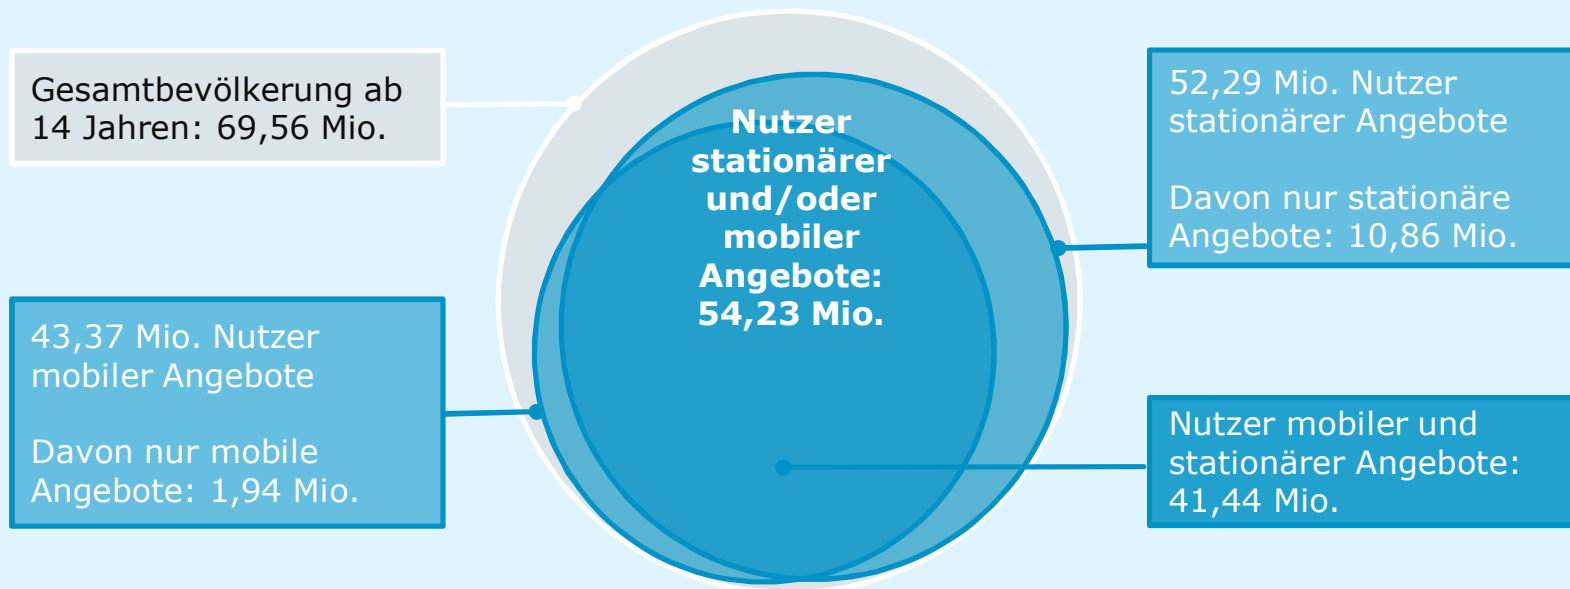 Gesamtbevölkerung ab
14 Jahren: 69,56 Mio.
43,37 Mio. Nutzer
mobiler Angebote
Davon nur mobile
Angebote: 1,94 Mio.
Nutzer
stationärer
und/oder
mobiler
Angebote:
54,23 Mio.
52,29 Mio. Nutzer
stationärer Angebote
Davon nur stationäre
Angebote: 10,86 Mio.
Nutzer mobiler und
stationärer Angebote:
41,44 Mio.